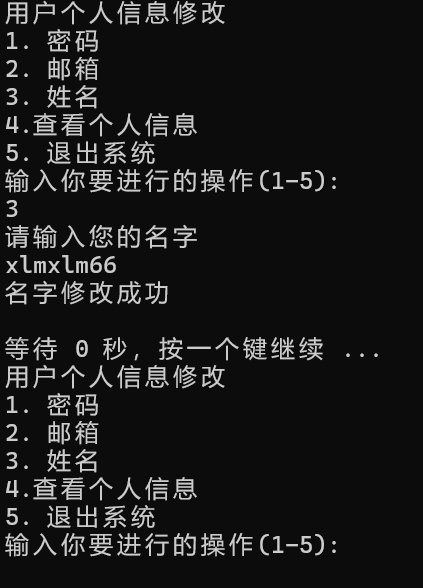 用户个人信息修改
1. 密码
2. 邮箱
3. 姓名
4.查看个人信息
5. 退出系统
输入你要进行的操作(1-5):
3
请输入您的名字
xlmxlm66
名字修改成功
等待 0 秒, 按一个键继续 ...
用户个人信息修改
1. 密码
2. 邮箱
3. 姓名
4.查看个人信息
5. 退出系统
输入你要进行的操作(1-5):